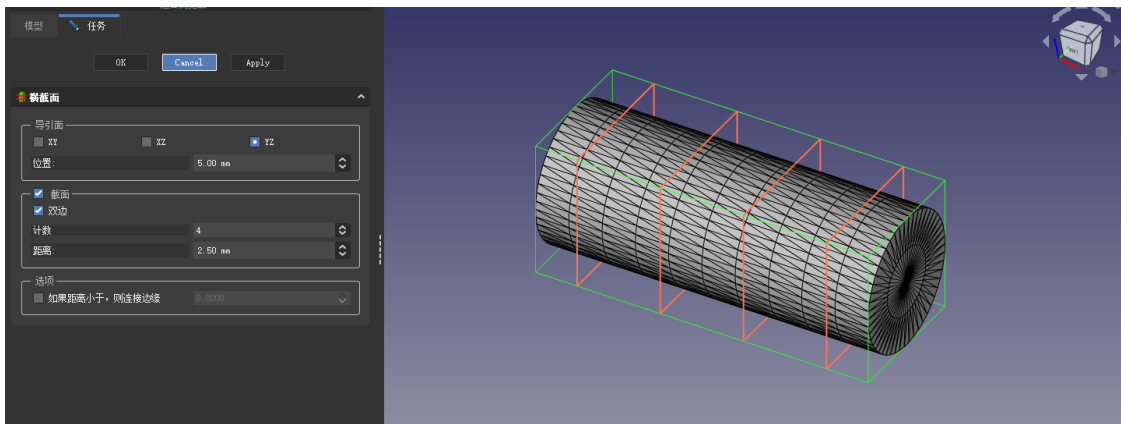 模型
任务
OK
Cancel
Apply
横截面
导引面
XY
XZ
YZ
位置:
5.00 mm
截面
双边
计数
4
距离:
2.50 mm
选项
如果距离小于，则连接边缘
0.0200